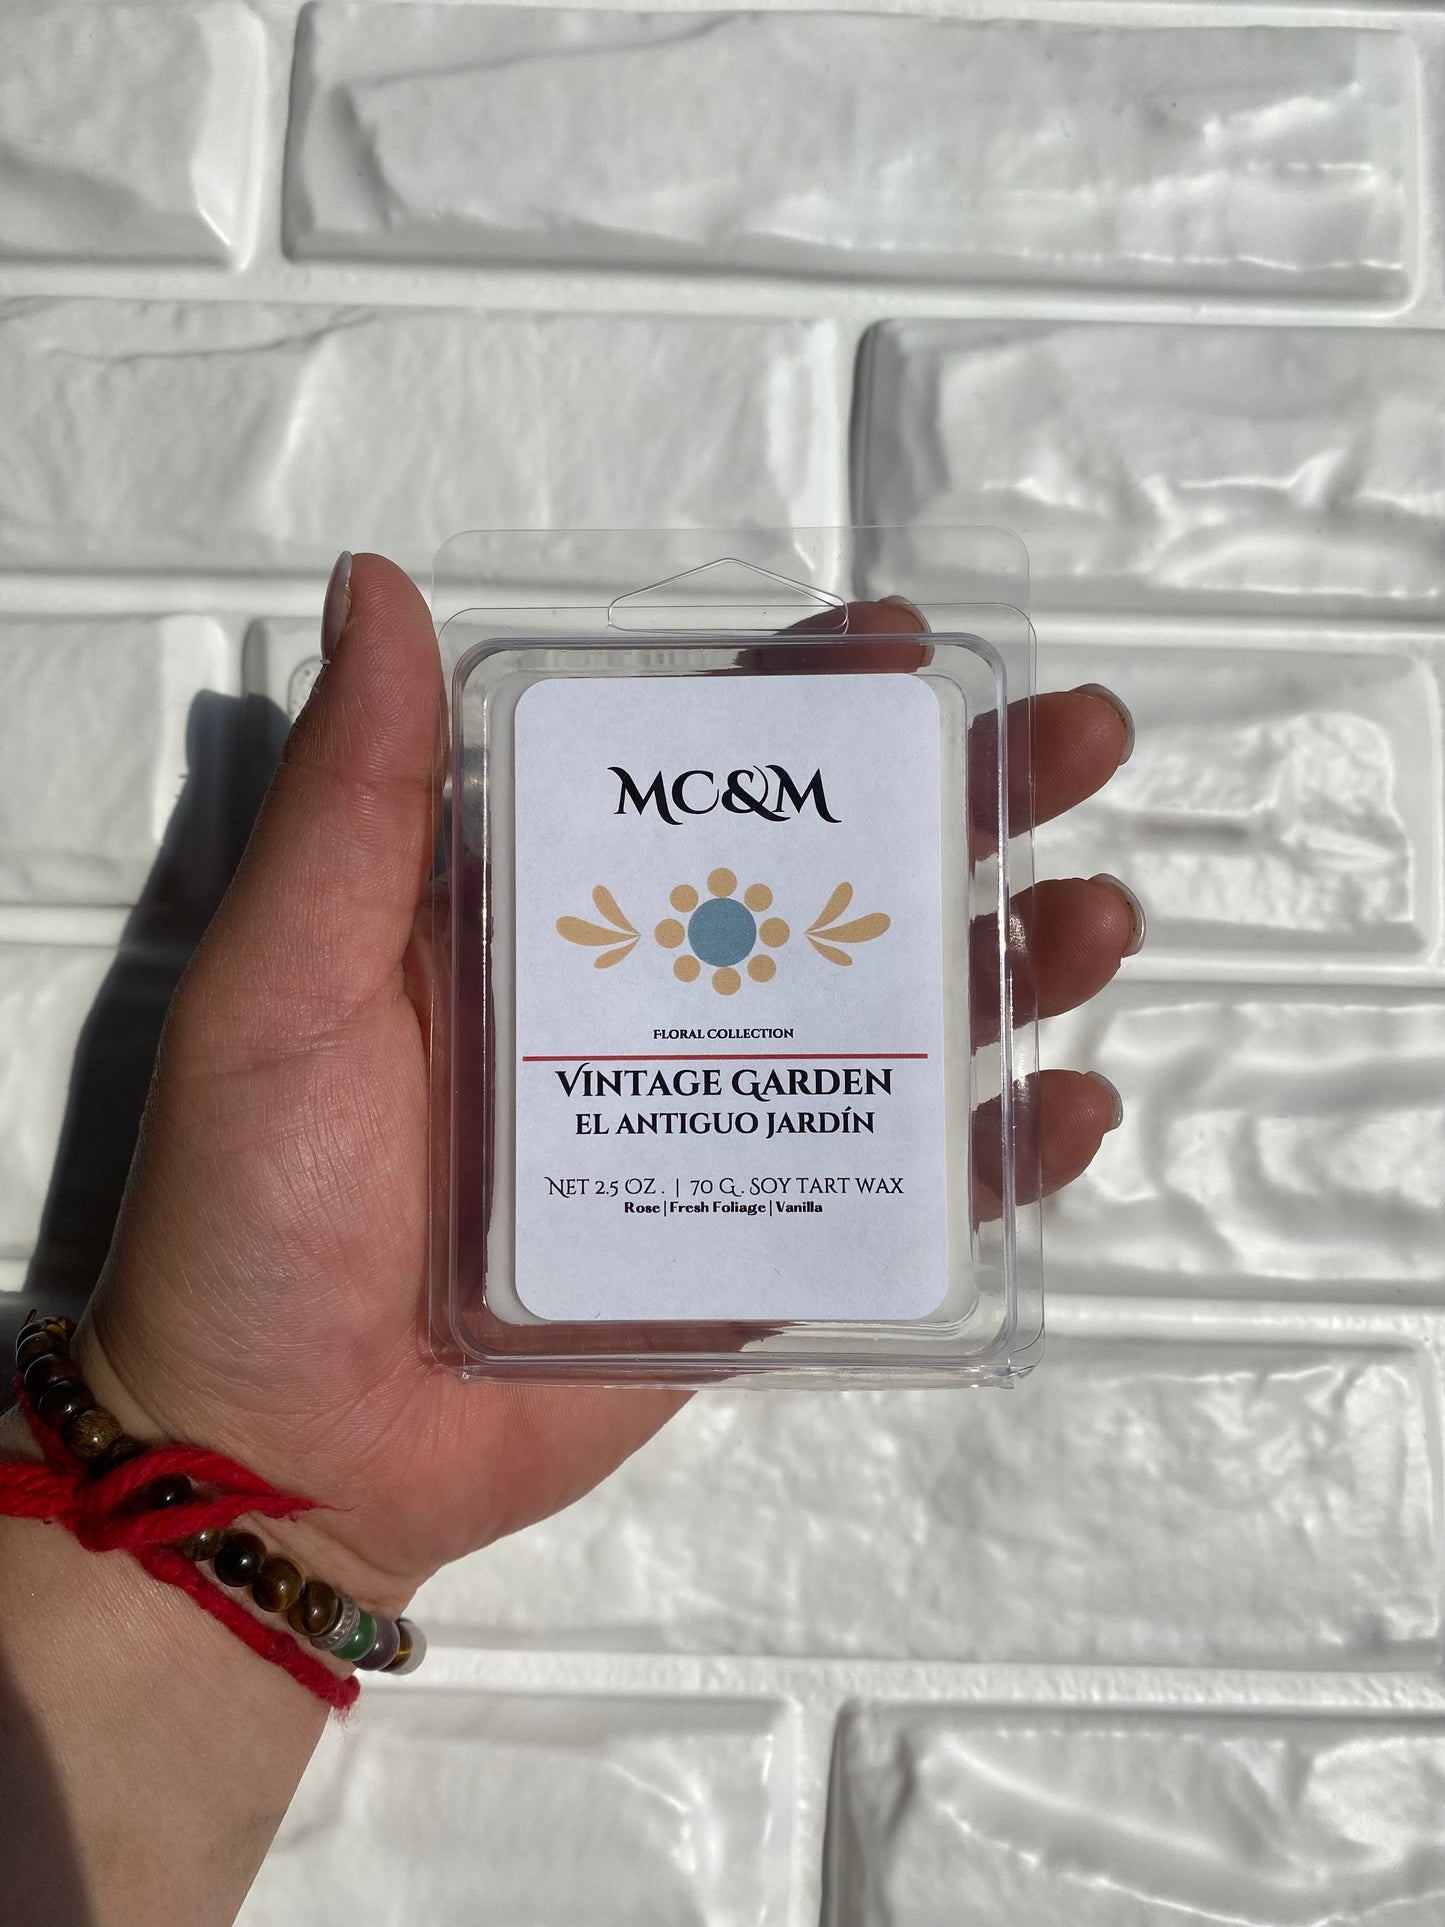 MC&M
Floral Collection
Vintage Garden
El Antiguo Jardín
Net 2.5 oz. | 70 g. Soy tart wax
Rose | Fresh Foliage | Vanilla